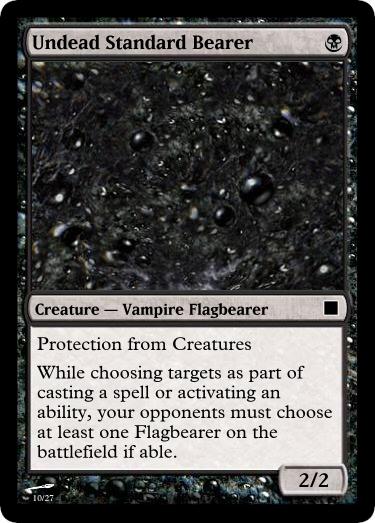 Undead Standard Bearer
Creature — Vampire Flagbearer
Protection from Creatures
While choosing targets as part of
casting a spell or activating an
ability, your opponents must choose
at least one Flagbearer on the
battlefield if able.
2/2
10/27